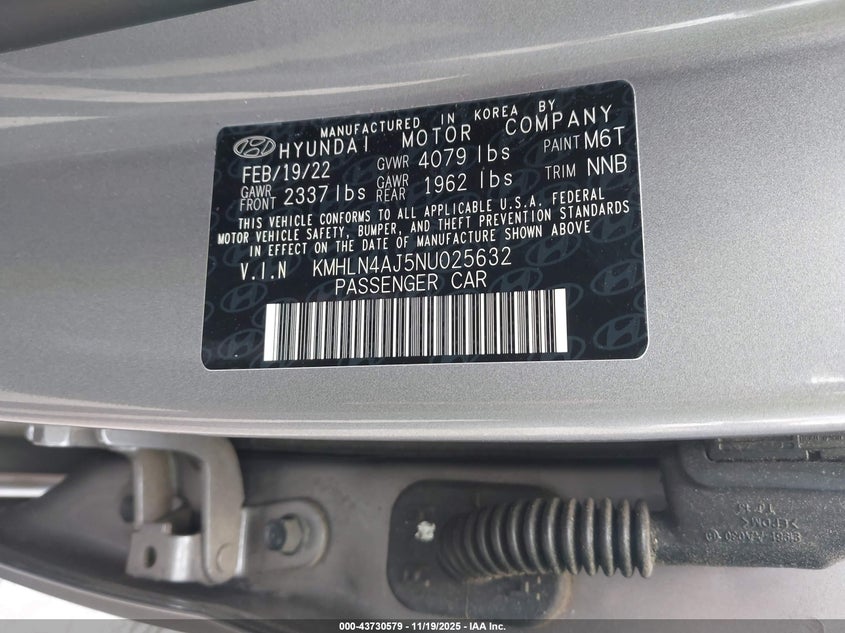 MANUFACTURED IN KOREA BY
HYUNDAI MOTOR COMPANY
FEB/19/22 GVWR 4079 lbs PAINT M6T
GAWR FRONT 2337 lbs GAWR REAR 1962 lbs TRIM NNB
THIS VEHICLE CONFORMS TO ALL APPLICABLE U.S.A. FEDERAL
MOTOR VEHICLE SAFETY, BUMPER, AND THEFT PREVENTION STANDARDS
IN EFFECT ON THE DATE OF MANUFACTURE SHOWN ABOVE
V.I.N KMHLN4AJ5NU025632
PASSENGER CAR
>EPDM<
000-43730579 - 11/19/2025 - IAA Inc.